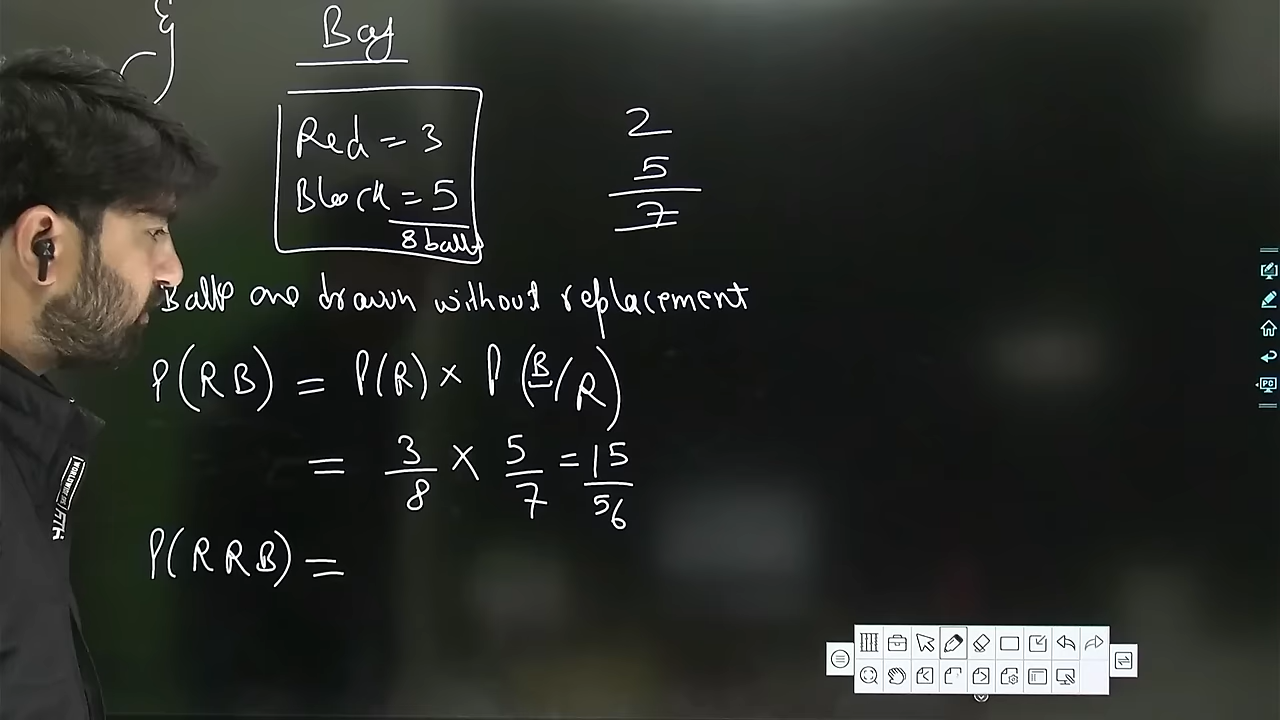 Bag
Red = 3
Black = 5
8 balls
2
5
7
Balls are drawn without replacement
P(RB) = P(R) × P(B/R)
= 3/8 × 5/7 = 15/56
P(RRB) =
PC